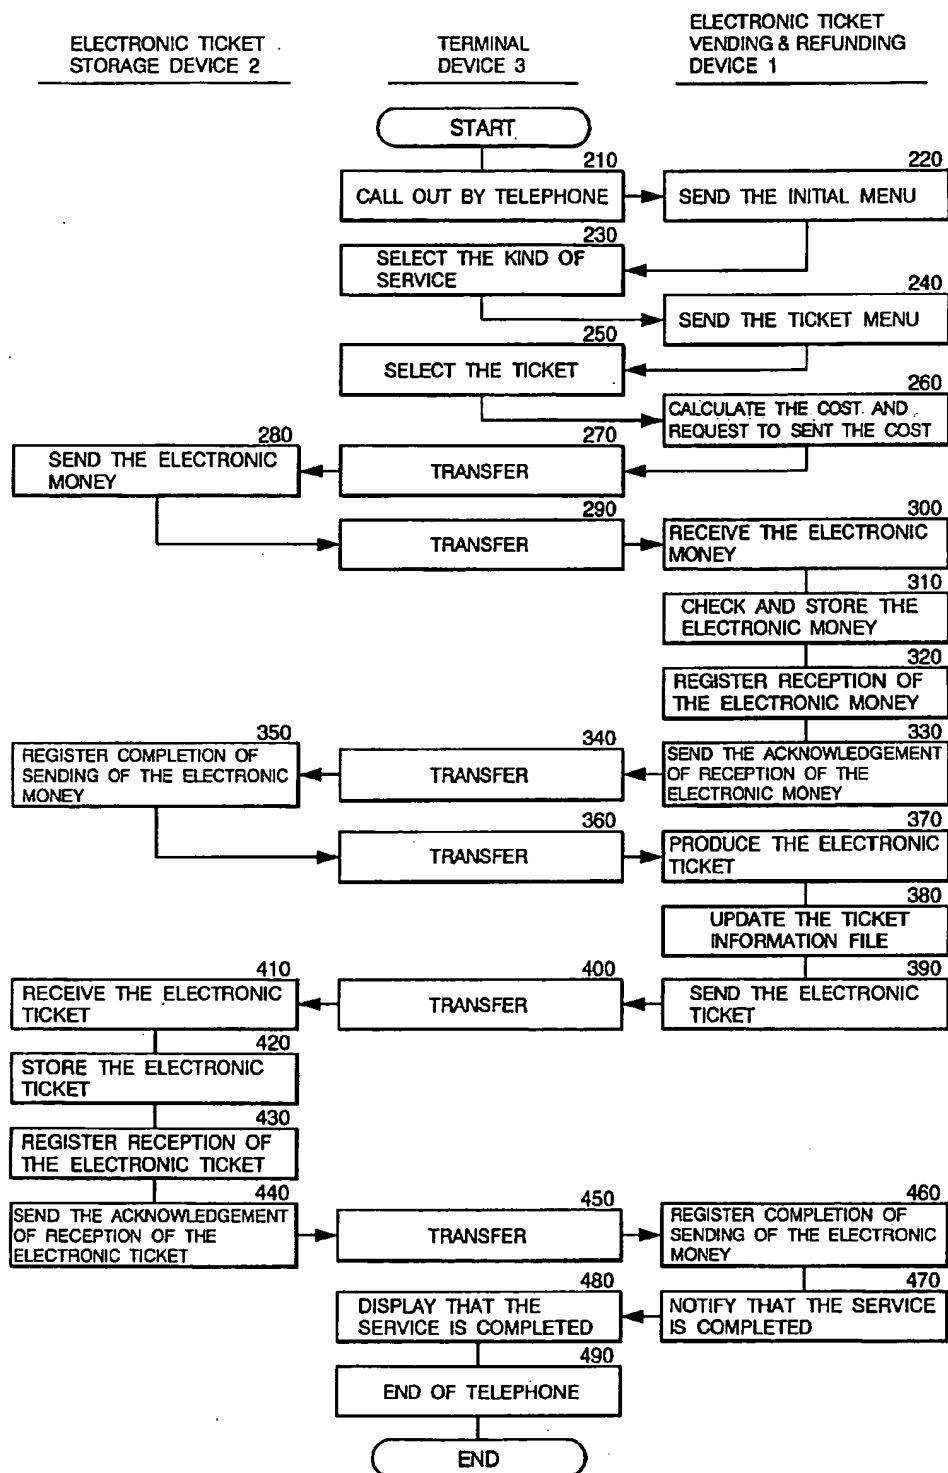 ELECTRONIC TICKET
STORAGE DEVICE 2
TERMINAL
DEVICE 3
ELECTRONIC TICKET
VENDING & REFUNDING
DEVICE 1
START
210
CALL OUT BY TELEPHONE
220
SEND THE INITIAL MENU
230
SELECT THE KIND OF
SERVICE
240
SEND THE TICKET MENU
250
SELECT THE TICKET
260
CALCULATE THE COST AND
REQUEST TO SENT THE COST
270
TRANSFER
280
SEND THE ELECTRONIC
MONEY
290
TRANSFER
300
RECEIVE THE ELECTRONIC
MONEY
310
CHECK AND STORE THE
ELECTRONIC MONEY
320
REGISTER RECEPTION OF
THE ELECTRONIC MONEY
330
SEND THE ACKNOWLEDGEMENT
OF RECEPTION OF THE
ELECTRONIC MONEY
340
TRANSFER
350
REGISTER COMPLETION OF
SENDING OF THE ELECTRONIC
MONEY
360
TRANSFER
370
PRODUCE THE ELECTRONIC
TICKET
380
UPDATE THE TICKET
INFORMATION FILE
390
SEND THE ELECTRONIC
TICKET
400
TRANSFER
410
RECEIVE THE ELECTRONIC
TICKET
420
STORE THE ELECTRONIC
TICKET
430
REGISTER RECEPTION OF
THE ELECTRONIC TICKET
440
SEND THE ACKNOWLEDGEMENT
OF RECEPTION OF THE
ELECTRONIC TICKET
450
TRANSFER
460
REGISTER COMPLETION OF
SENDING OF THE ELECTRONIC
MONEY
470
NOTIFY THAT THE SERVICE
IS COMPLETED
480
DISPLAY THAT THE
SERVICE IS COMPLETED
490
END OF TELEPHONE
END